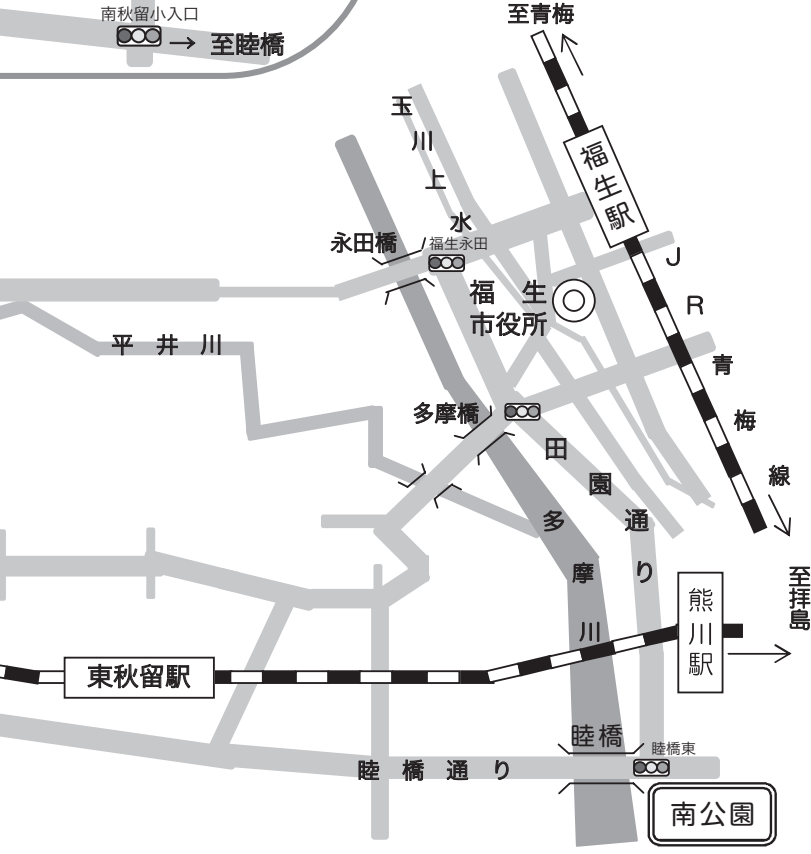 南秋留小入口
→ 至睦橋
至青梅
玉川上水
福生駅
永田橋
福生永田
福生
市役所
JR青梅線
平井川
多摩橋
田園通り
多摩川
至拝島
熊川駅
東秋留駅
睦橋
睦橋東
睦橋通り
南公園